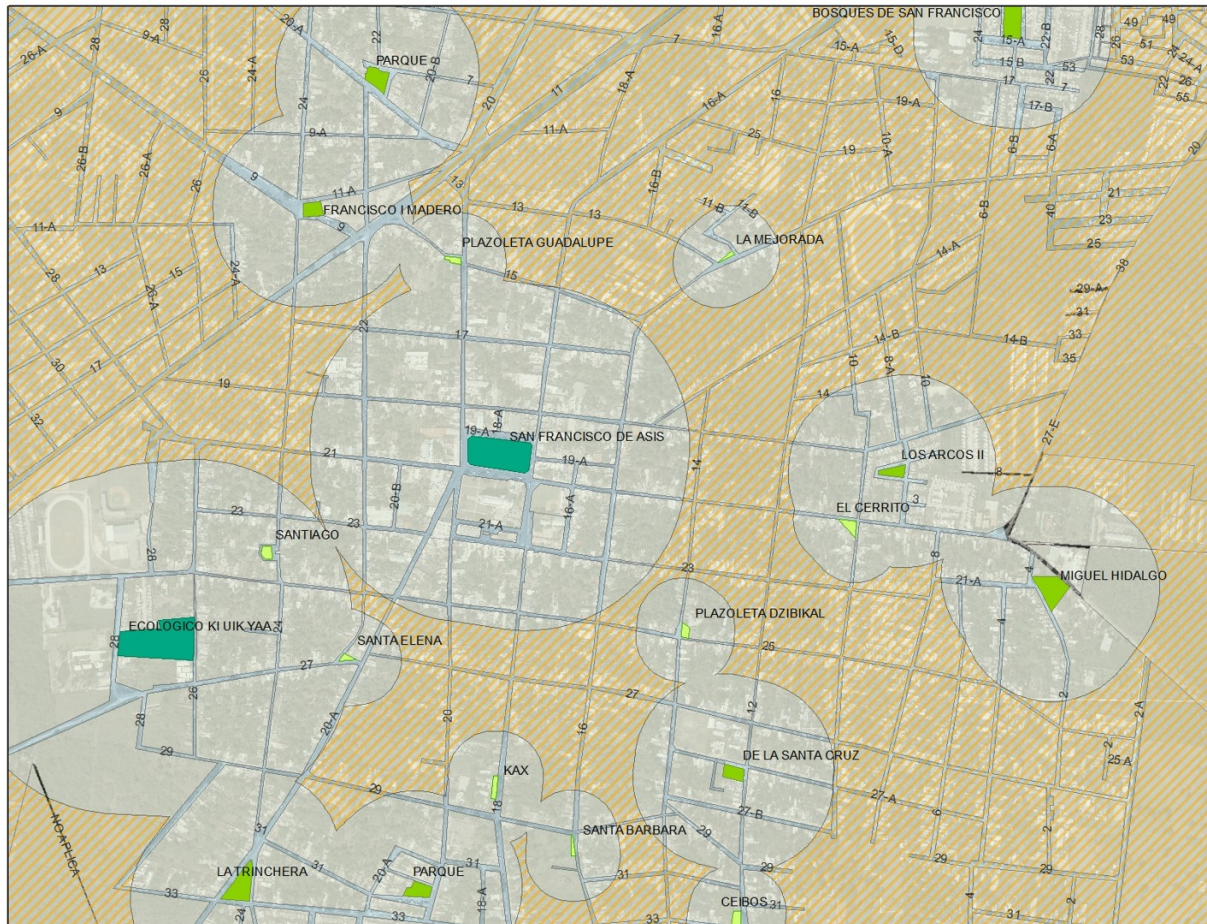 BOSQUES DE SAN FRANCISCO
PARQUE
FRANCISCO I MADERO
PLAZOLETA GUADALUPE
LA MEJORADA
SAN FRANCISCO DE ASIS
LOS ARCOS II
EL CERRITO
SANTIAGO
MIGUEL HIDALGO
PLAZOLETA DZIBIKAL
ECOLOGICO KI UIK YAAX
SANTA ELENA
DE LA SANTA CRUZ
KAX
SANTA BARBARA
LA TRINCHERA
PARQUE
CEIBOS
NO APLICA
20-A
22
20-B
7
28
9-A
28
26-A
26
24-A
24
9
26-B
26-A
26
9-A
20
11
11-A
9
11-A
13
18-A
16 A
7
16-A
16
15-A
15-D
19-A
10-A
19
25
16-B
11-B
11-B
13
13
15
24
22-B
15-A
15 B
17
22
53
7
17-B
6-B
6-A
28
26
49
49
51
53
24-A
22
26
55
20
21
40
23
25
38
29-A
31
33
35
6-B
14-A
14-B
14-B
10
8-A
10
14
27-E
8
3
11-A
28
13
15
24-A
26-A
30
17
32
19
22
17
19-A
18-A
19-A
21
20-B
23
23
21-A
16-A
14
23
8
21-A
4
4
2
2 A
28
28
26
27
28
29
20-A
20
16
27
25
12
27-A
27-B
29
29
6
2
25 A
2
29
29
4
31
2
29
18
31
31
20-A
31
18-A
33
33
24
31
33
31